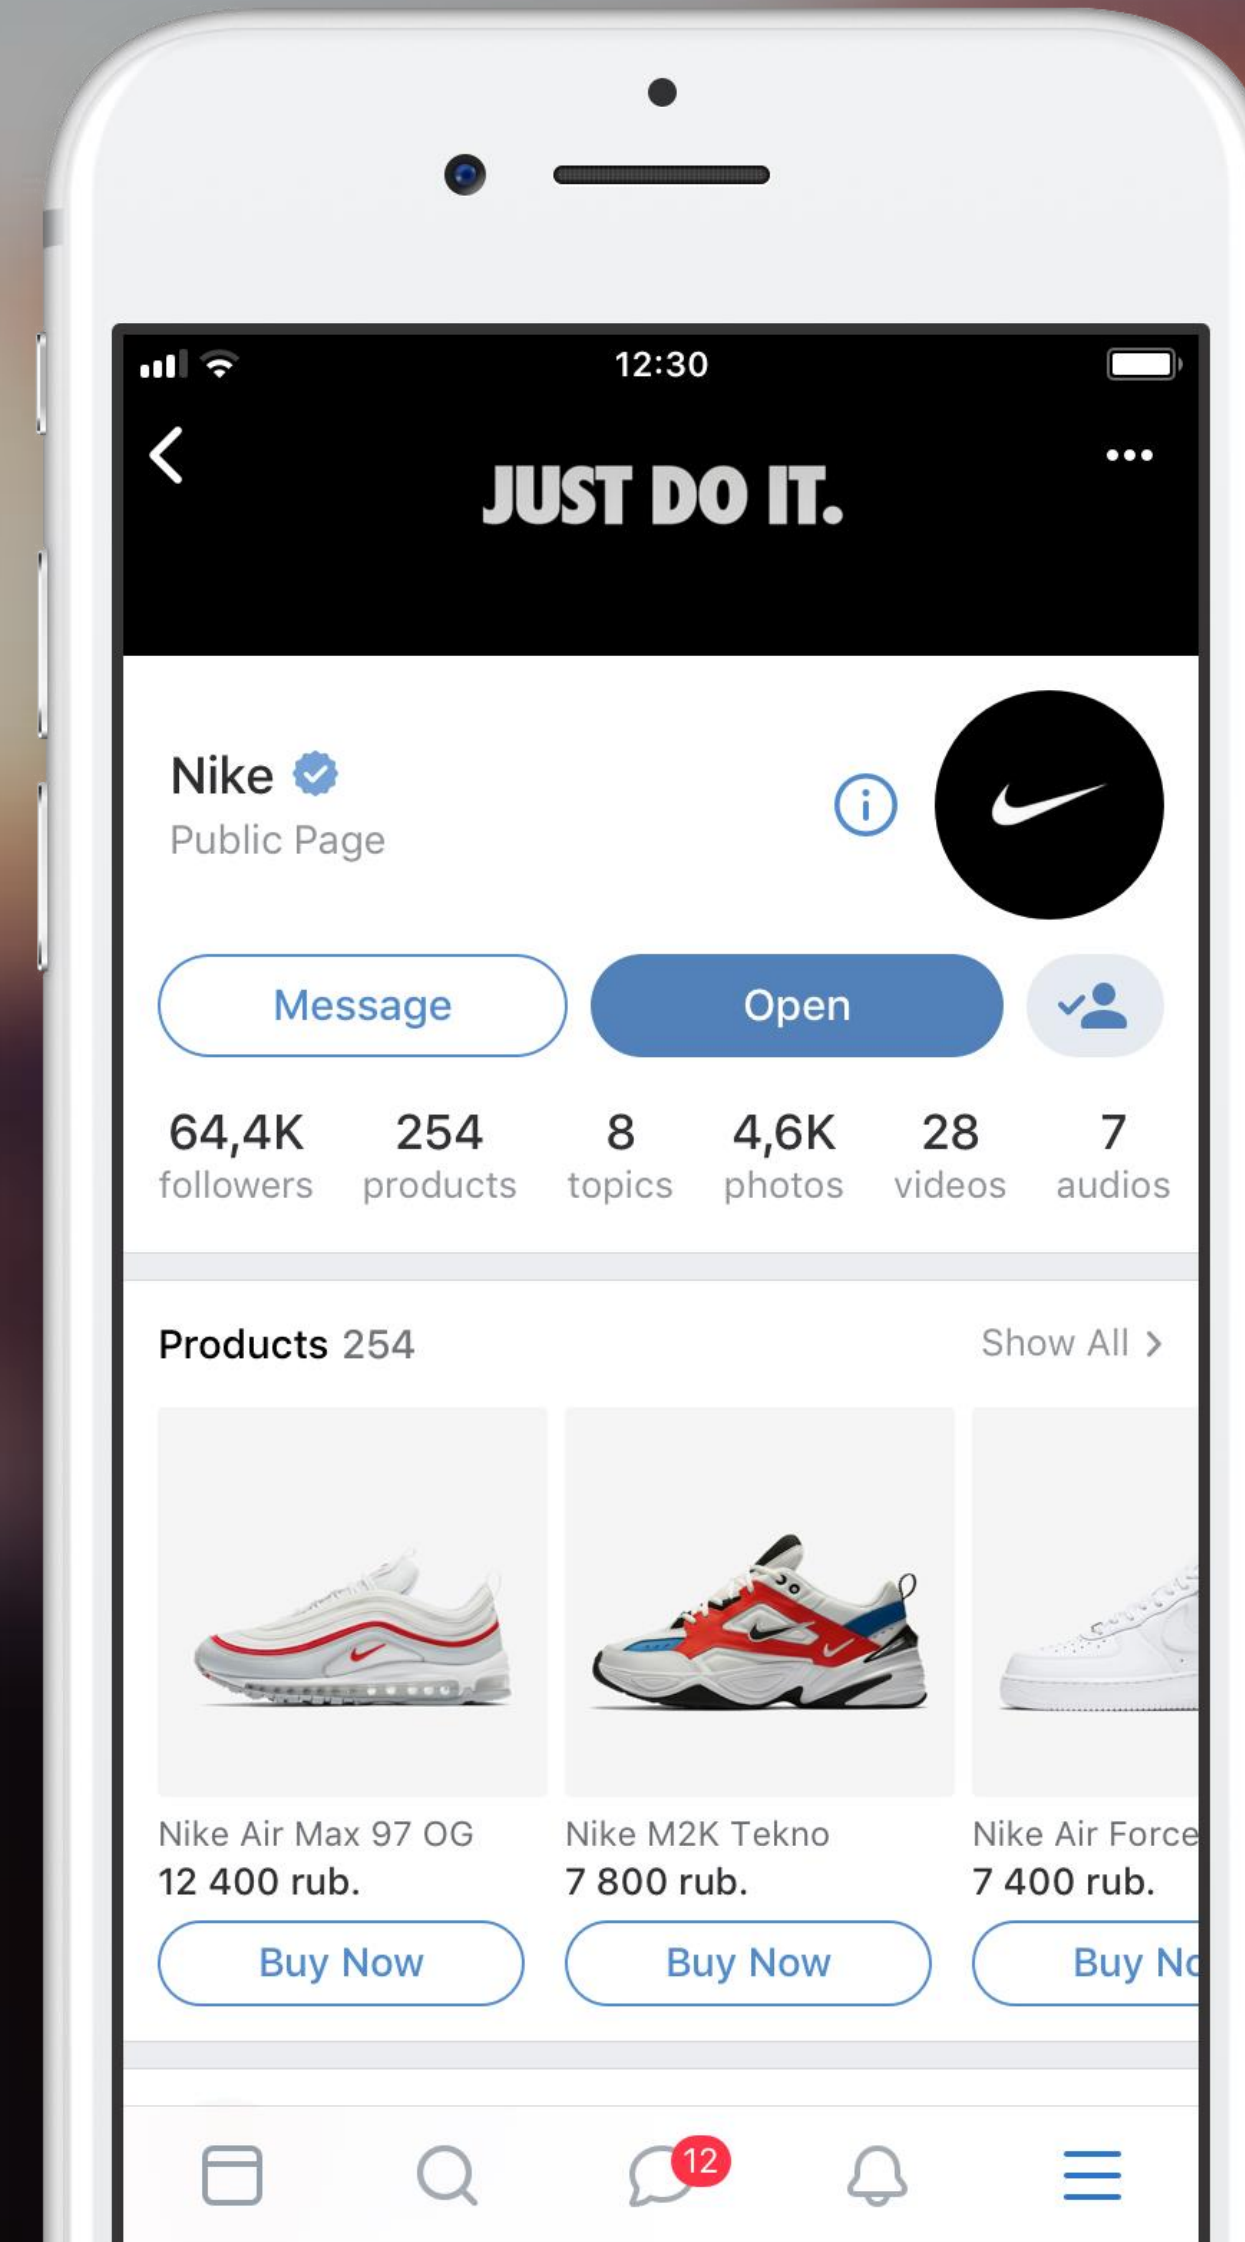 12:30
JUST DO IT.
Nike
Public Page
Message
Open
64,4K 254 8 4,6K 28 7
followers products topics photos videos audios
Products 254
Show All
Nike Air Max 97 OG Nike M2K Tekno Nike Air Force
12 400 rub. 7 800 rub. 7 400 rub.
Buy Now Buy Now Buy
12